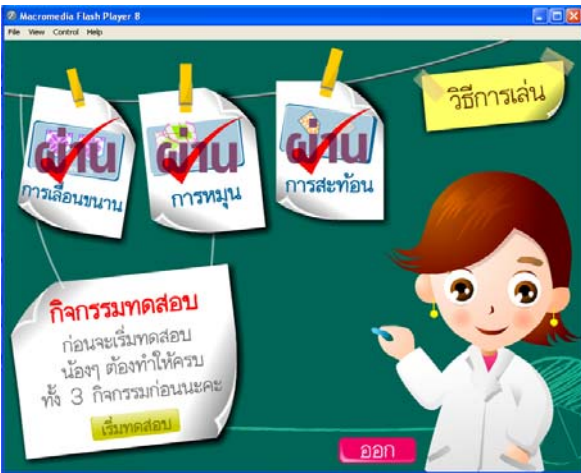 Macromedia Flash Player 8
File View Control Help
วิธีการเล่น
ผ่าน
การเลื่อนขนาน
ผ่าน
การหมุน
ผ่าน
การสะท้อน
กิจกรรมทดสอบ
ก่อนจะเริ่มทดสอบ
น้องๆ ต้องทำให้ครบ
ทั้ง 3 กิจกรรมก่อนนะคะ
เริ่มทดสอบ
ออก